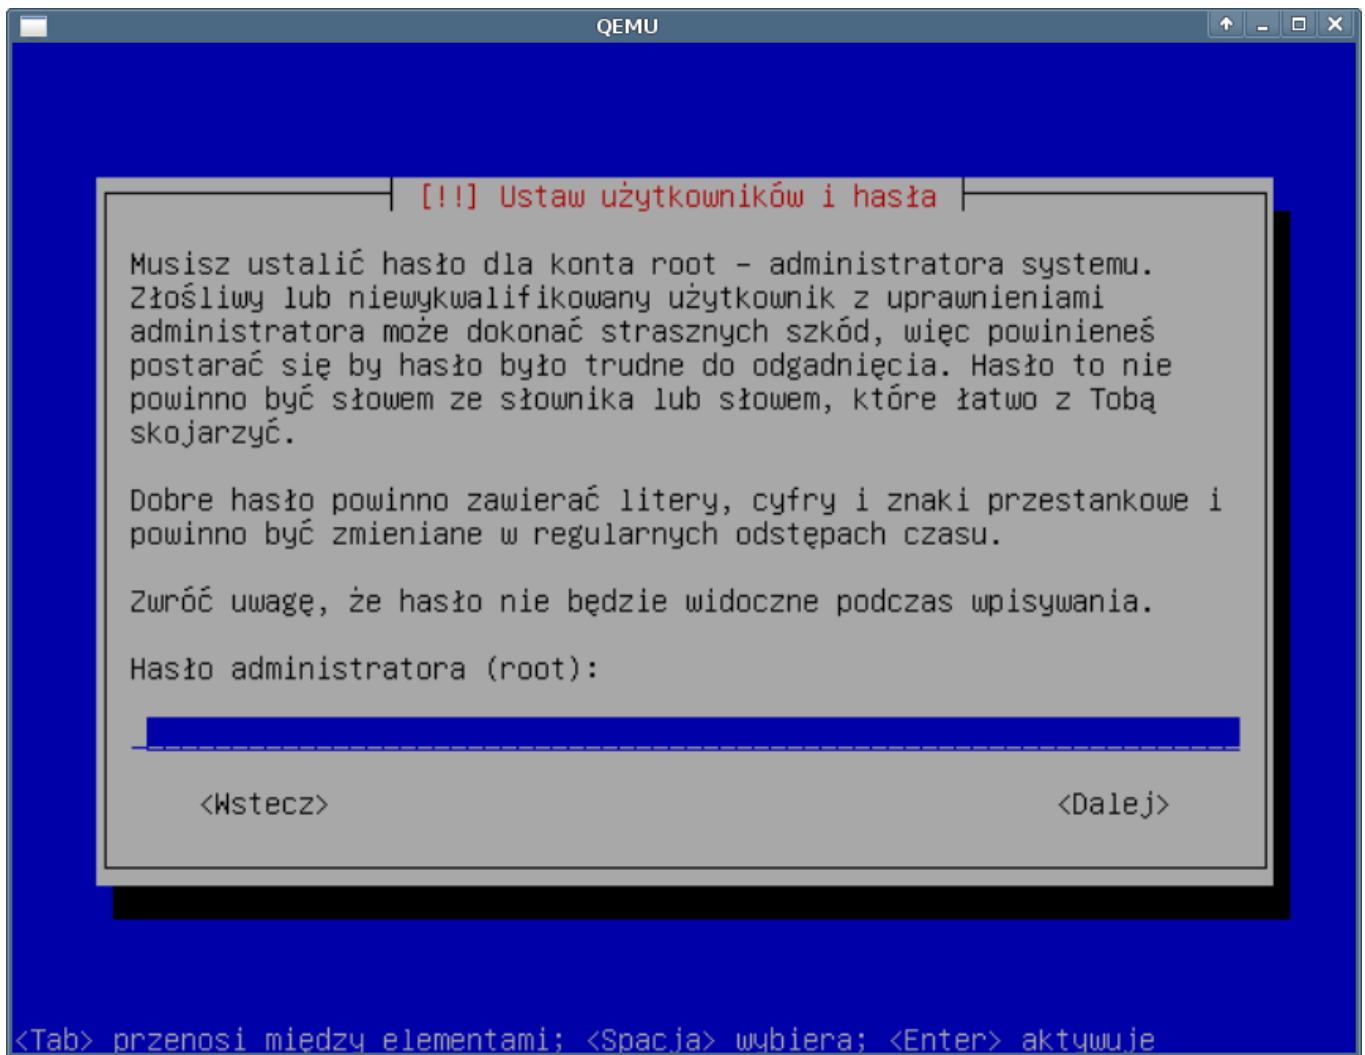 QEMU
[!!] Ustaw użytkowników i hasła
Musisz ustalić hasło dla konta root – administratora systemu.
Złośliwy lub niewykwalifikowany użytkownik z uprawnieniami
administratora może dokonać strasznych szkód, więc powinieneś
postarać się by hasło było trudne do odgadnięcia. Hasło to nie
powinno być słowem ze słownika lub słowem, które łatwo z Tobą
skojarzyć.
Dobre hasło powinno zawierać litery, cyfry i znaki przestankowe i
powinno być zmieniane w regularnych odstępach czasu.
Zwróć uwagę, że hasło nie będzie widoczne podczas wpisywania.
Hasło administratora (root):
<Wstecz> <Dalej>
<Tab> przenosi między elementami; <Spacja> wybiera; <Enter> aktywuje